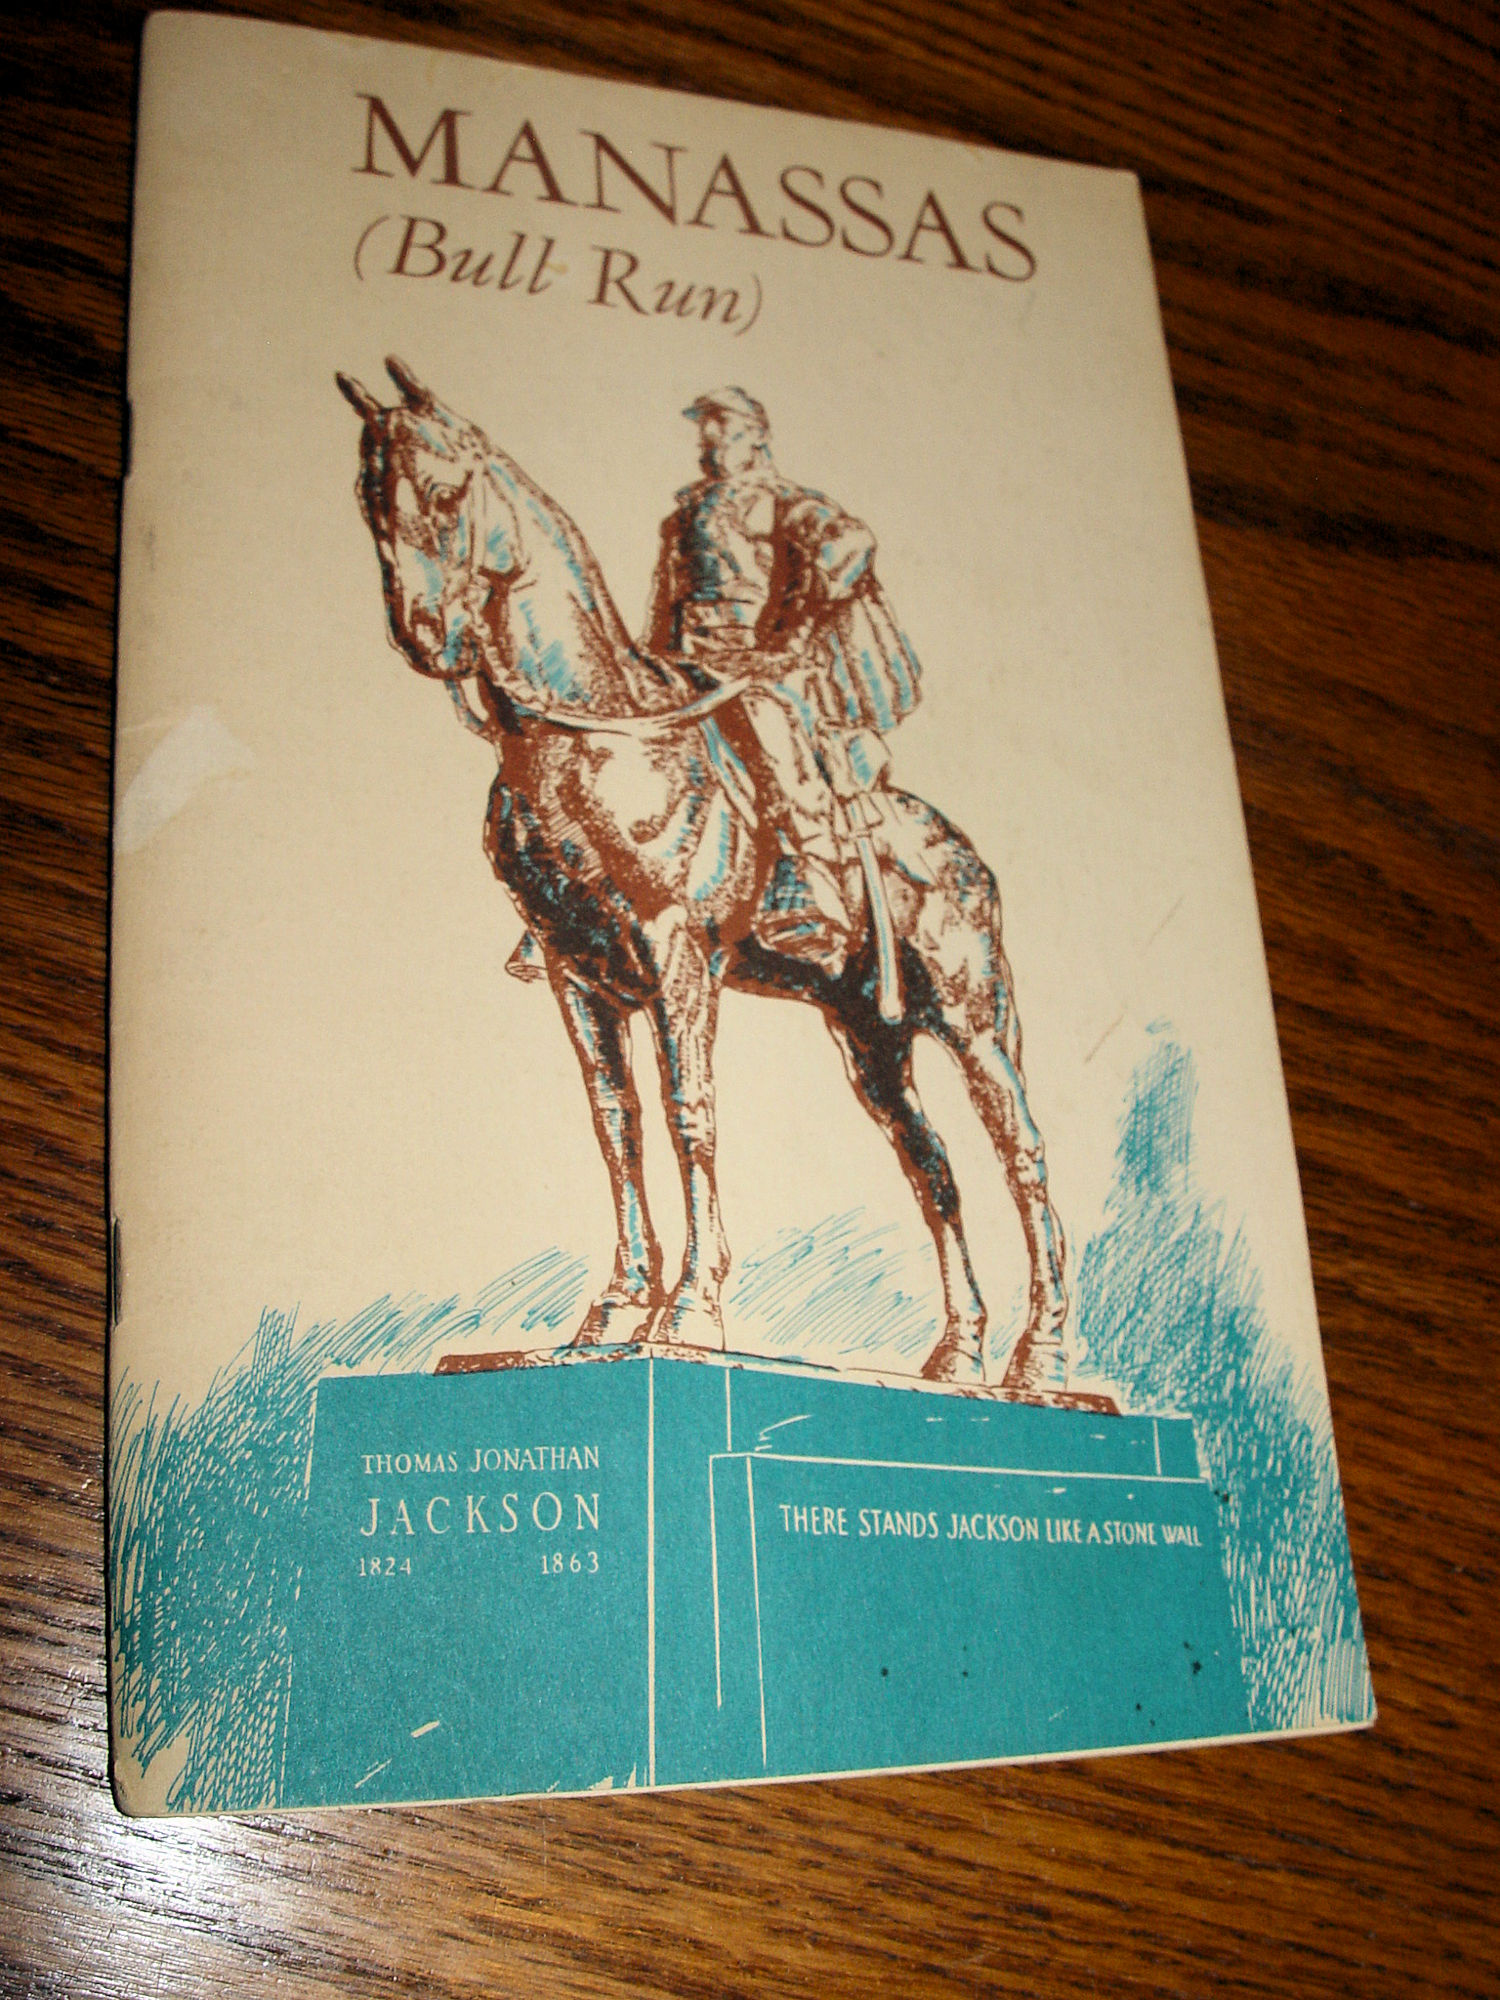 MANASSAS
(Bull Run)
THOMAS JONATHAN
JACKSON
1824 1863
THERE STANDS JACKSON LIKE A STONE WALL